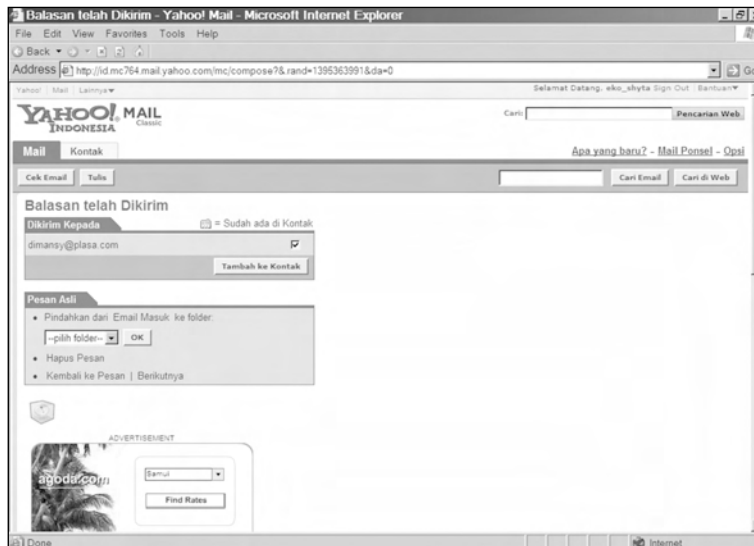 Balasan telah Dikirim - Yahoo! Mail - Microsoft Internet Explorer
File Edit View Favorites Tools Help
Back
Address http://id.mc764.mail.yahoo.com/mc/compose?&.rand=1395363991&da=0 Go
Yahoo! Mail Lainnya Selamat Datang, eko_shyta Sign Out Bantuan
YAHOO! MAIL Cari: Pencarian Web
INDONESIA Classic
Mail Kontak Apa yang baru? - Mail Ponsel - Opsi
Cek Email Tulis Cari Email Cari di Web
Balasan telah Dikirim
Dikirim Kepada = Sudah ada di Kontak
dimansy@plasa.com
Tambah ke Kontak
Pesan Asli
• Pindahkan dari Email Masuk ke folder:
--pilih folder-- OK
• Hapus Pesan
• Kembali ke Pesan | Berikutnya
ADVERTISEMENT
agoda.com Samui
Find Rates
Done Internet